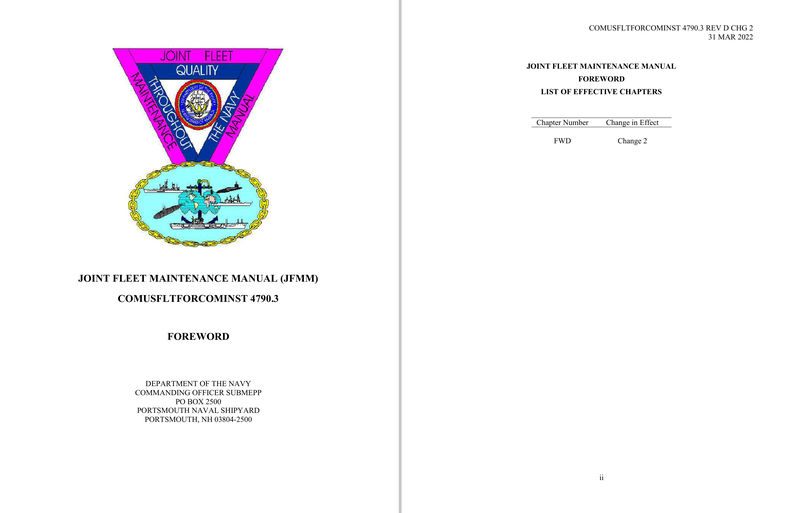 JOINT FLEET
QUALITY
MAINTENANCE
THROUGHOUT
THE NAVY
MANUAL
JOINT FLEET MAINTENANCE MANUAL (JFMM)
COMUSFLTFORCOMINST 4790.3
FOREWORD
DEPARTMENT OF THE NAVY
COMMANDING OFFICER SUBMEPP
PO BOX 2500
PORTSMOUTH NAVAL SHIPYARD
PORTSMOUTH, NH 03804-2500
COMUSFLTFORCOMINST 4790.3 REV D CHG 2
31 MAR 2022
JOINT FLEET MAINTENANCE MANUAL
FOREWORD
LIST OF EFFECTIVE CHAPTERS
Chapter Number Change in Effect
FWD Change 2
ii